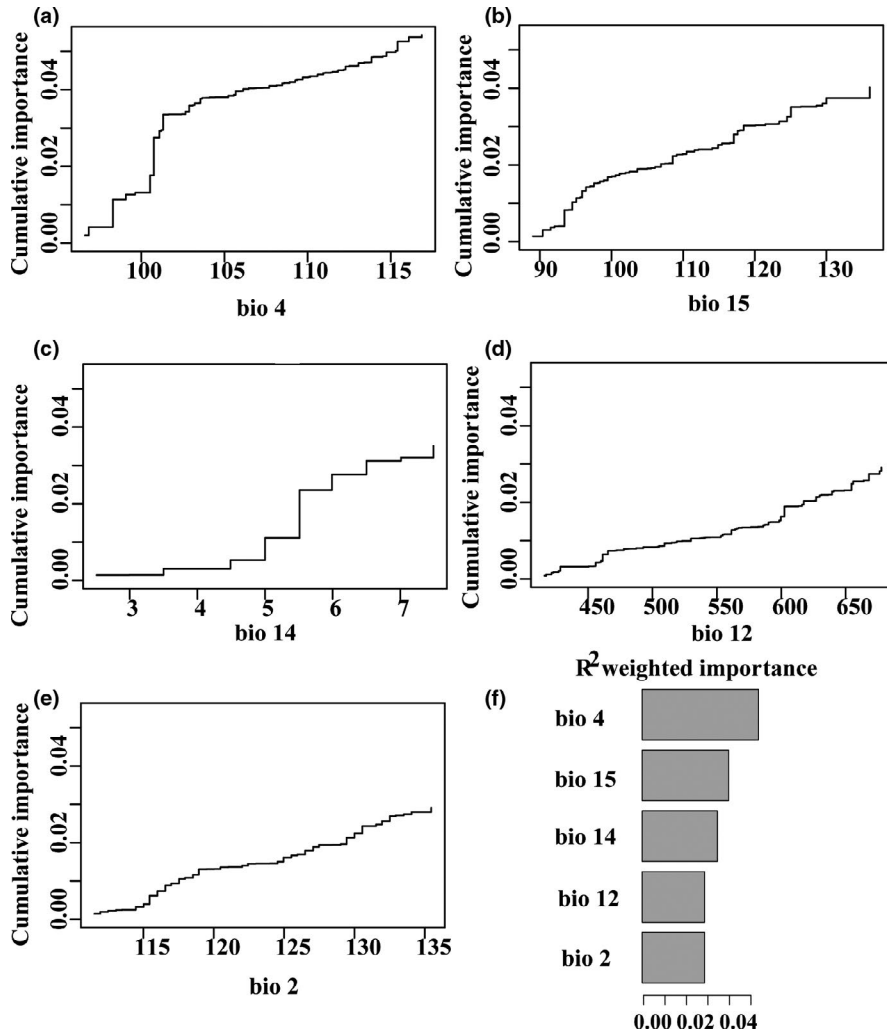 (a)
Cumulative importance
0.00 0.02 0.04
100 105 110 115
bio 4
(b)
Cumulative importance
0.00 0.02 0.04
90 100 110 120 130
bio 15
(c)
Cumulative importance
0.00 0.02 0.04
3 4 5 6 7
bio 14
(d)
Cumulative importance
0.00 0.02 0.04
450 500 550 600 650
bio 12
(e)
Cumulative importance
0.00 0.02 0.04
115 120 125 130 135
bio 2
(f)
R² weighted importance
bio 4
bio 15
bio 14
bio 12
bio 2
0.00 0.02 0.04